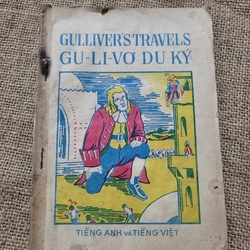 GULLIVER'S TRAVELS
GU-LI-VƠ DU KÝ
TIẾNG ANH VÀ TIẾNG VIỆT